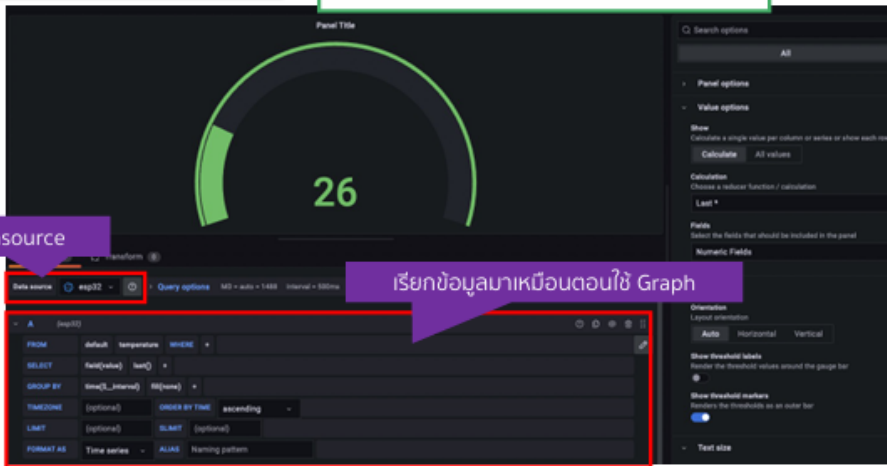 Panel Title
26
source
Transform 0
Data source
esp32
Query options
MD = auto = 1488
Interval = 500ms
เรียกข้อมูลมาเหมือนตอนใช้ Graph
A (esp32)
FROM default temperature WHERE +
SELECT field(value) last() +
GROUP BY time($__interval) fill(none) +
TIMEZONE (optional) ORDER BY TIME ascending
LIMIT (optional) SLIMIT (optional)
FORMAT AS Time series ALIAS Naming pattern
Search options
All
Panel options
Value options
Show
Calculate a single value per column or series or show each row
Calculate All values
Calculation
Choose a reducer function / calculation
Last *
Fields
Select the fields that should be included in the panel
Numeric Fields
Orientation
Layout orientation
Auto Horizontal Vertical
Show threshold labels
Render the threshold values around the gauge bar
Show threshold markers
Renders the thresholds as an outer bar
Text size